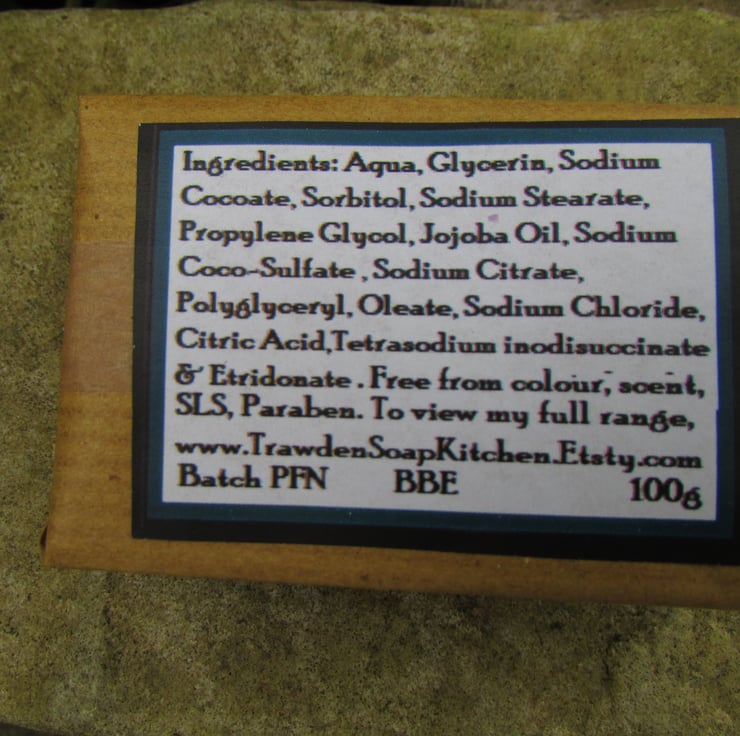 Ingredients: Aqua, Glycerin, Sodium
Cocoate, Sorbitol, Sodium Stearate,
Propylene Glycol, Jojoba Oil, Sodium
Coco-Sulfate , Sodium Citrate,
Polyglyceryl, Oleate, Sodium Chloride,
Citric Acid,Tetrasodium inodisuccinate
& Etridonate . Free from colour, scent,
SLS, Paraben. To view my full range,
www.TrawdenSoapKitchen.Etsty.com
Batch PFN BBE 100g